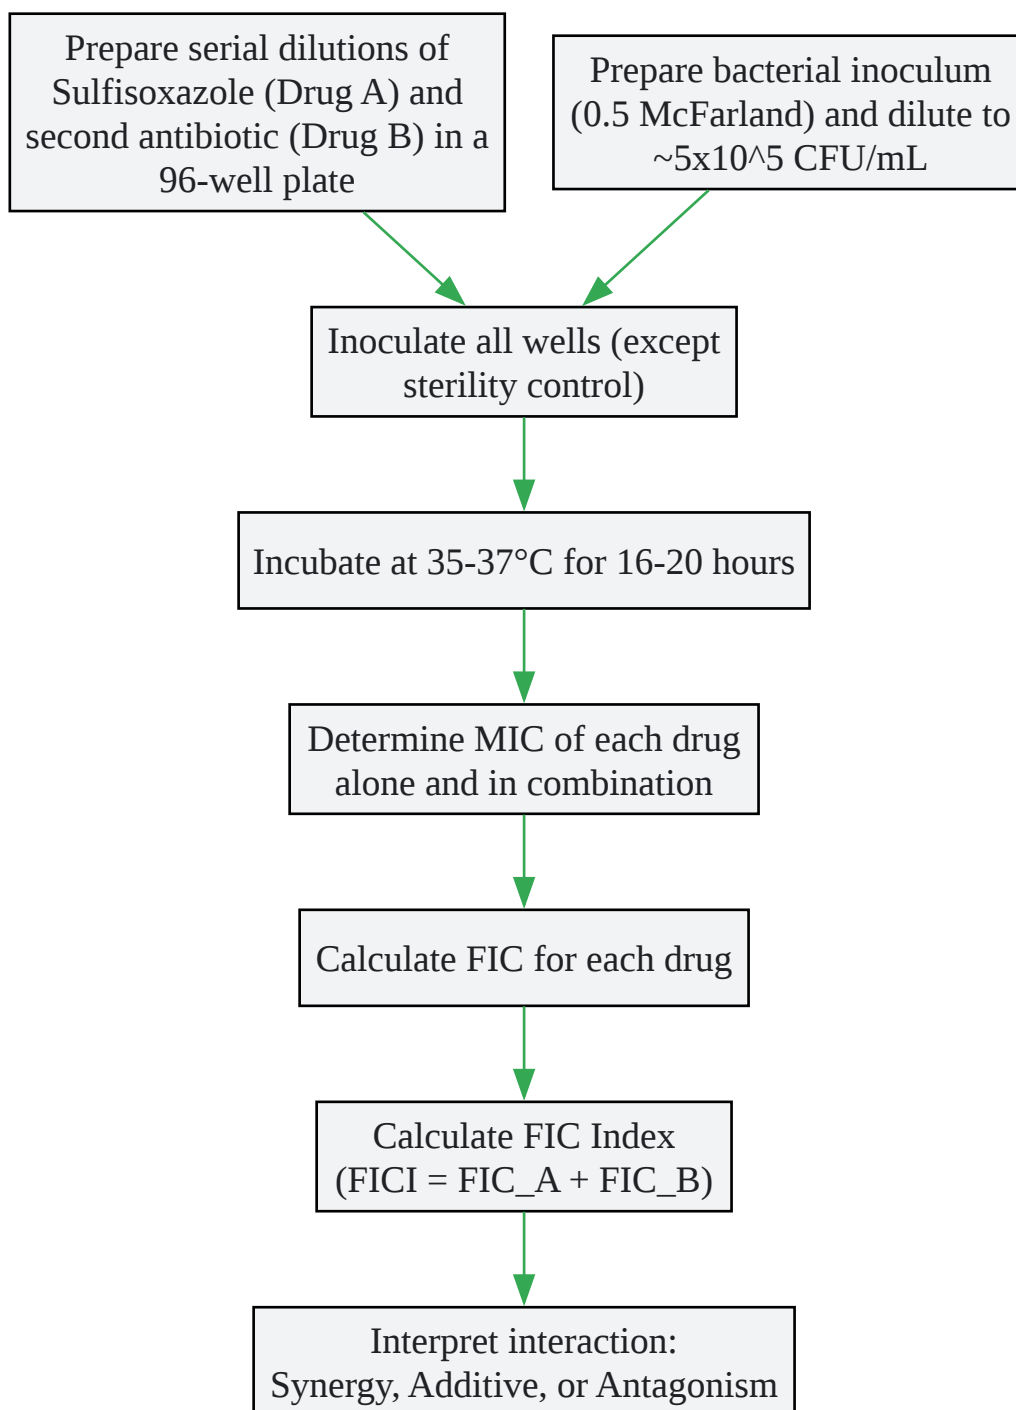 Prepare serial dilutions of
Sulfisoxazole (Drug A) and
second antibiotic (Drug B) in a
96-well plate
Prepare bacterial inoculum
(0.5 McFarland) and dilute to
~5x10^5 CFU/mL
Inoculate all wells (except
sterility control)
Incubate at 35-37°C for 16-20 hours
Determine MIC of each drug
alone and in combination
Calculate FIC for each drug
Calculate FIC Index
(FICI = FIC_A + FIC_B)
Interpret interaction:
Synergy, Additive, or Antagonism